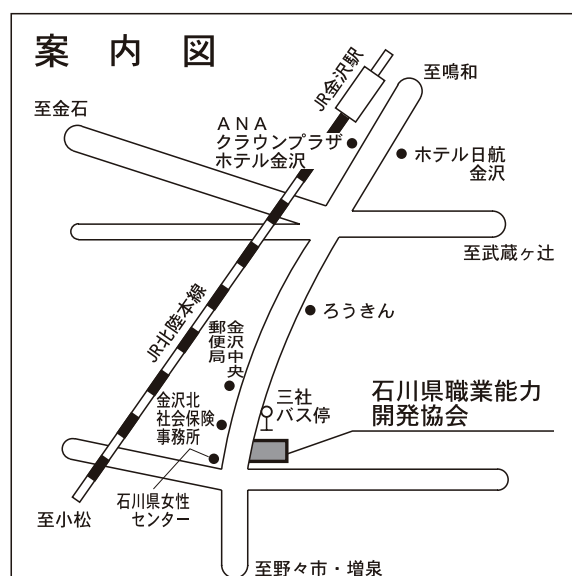 案内図
JR金沢駅
至鳴和
至金石
ANA
クラウンプラザ
ホテル金沢
ホテル日航
金沢
至武蔵ヶ辻
JR北陸本線
ろうきん
金沢中央
郵便局
金沢北
社会保険
事務所
三社
バス停
石川県職業能力
開発協会
石川県女性
センター
至小松
至野々市・増泉